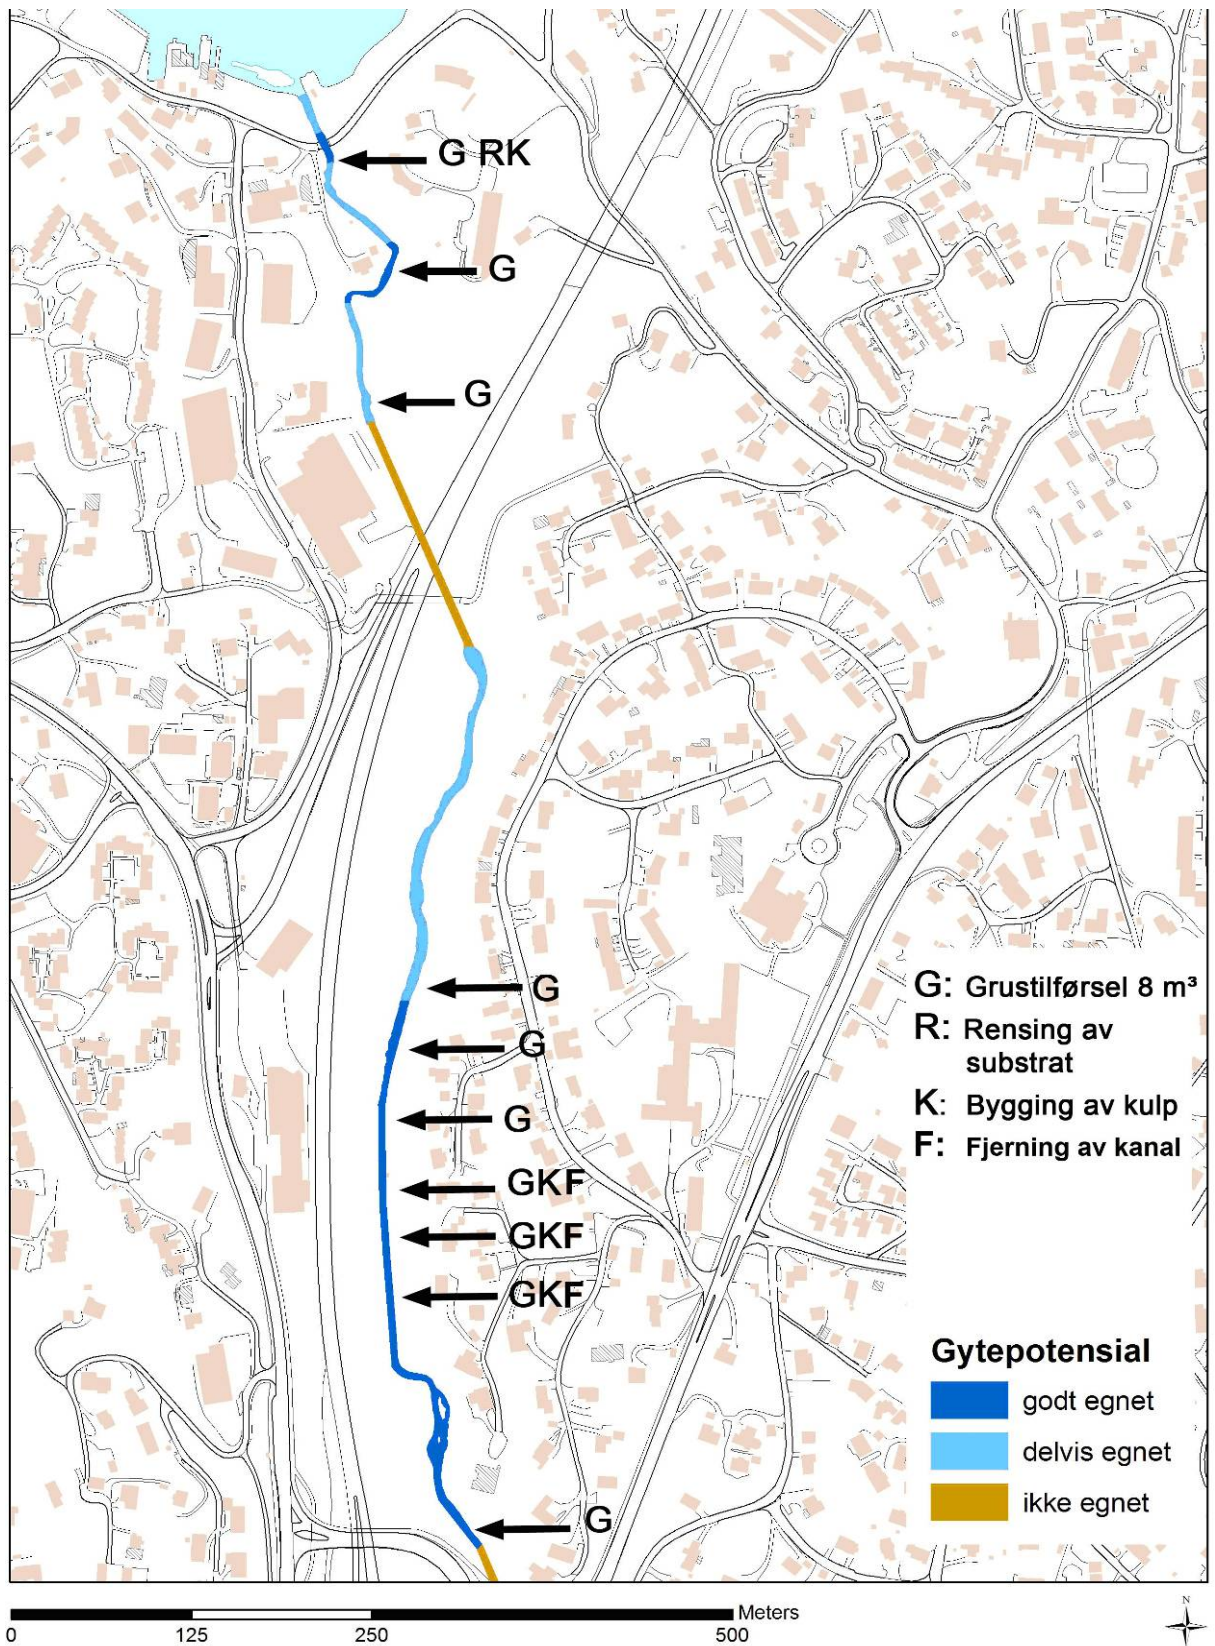 G RK
G
G
G
G
G
GKF
GKF
GKF
G
G: Grustilførsel 8 m³
R: Rensing av
substrat
K: Bygging av kulp
F: Fjerning av kanal
Gytepotensial
godt egnet
delvis egnet
ikke egnet
Meters
0 125 250 500
N